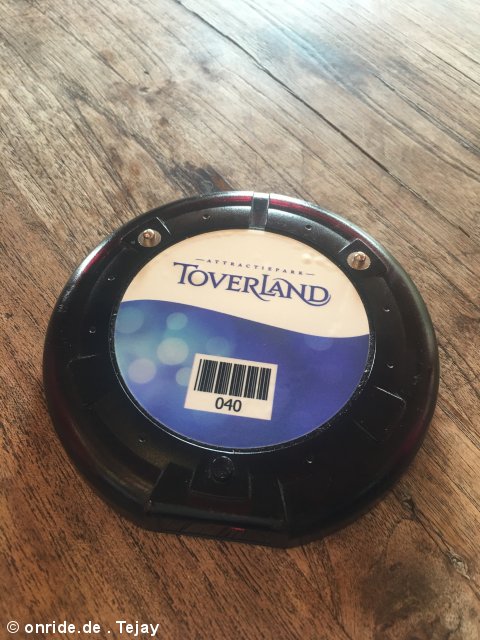 ATTRACTIEPARK
TOVERLAND
040
© onride.de . Tejay